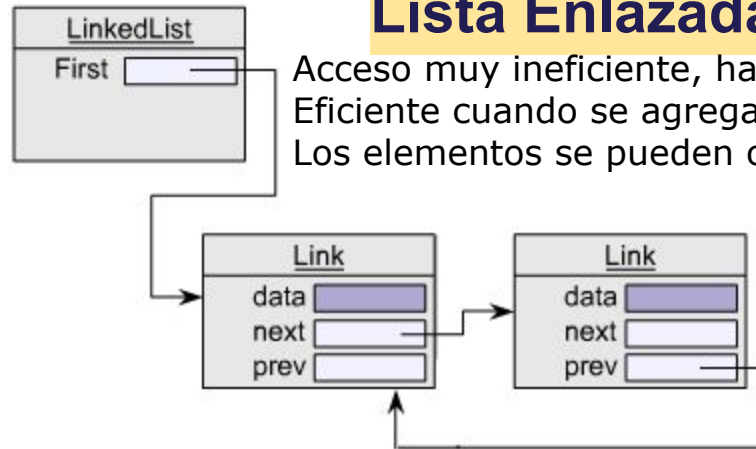 Lista Enlazada
LinkedList
First
Acceso muy ineficiente, ha
Eficiente cuando se agrega
Los elementos se pueden
Link
data
next
prev
Link
data
next
prev